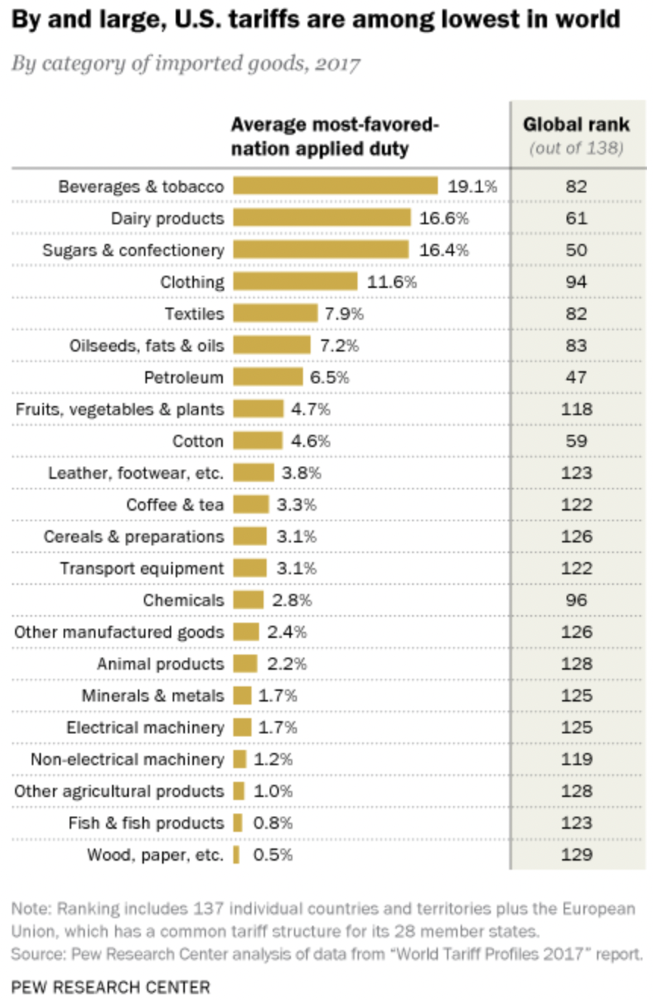 By and large, U.S. tariffs are among lowest in world
By category of imported goods, 2017
Average most-favored-
nation applied duty
Global rank
(out of 138)
Beverages & tobacco 19.1% 82
Dairy products 16.6% 61
Sugars & confectionery 16.4% 50
Clothing 11.6% 94
Textiles 7.9% 82
Oilseeds, fats & oils 7.2% 83
Petroleum 6.5% 47
Fruits, vegetables & plants 4.7% 118
Cotton 4.6% 59
Leather, footwear, etc. 3.8% 123
Coffee & tea 3.3% 122
Cereals & preparations 3.1% 126
Transport equipment 3.1% 122
Chemicals 2.8% 96
Other manufactured goods 2.4% 126
Animal products 2.2% 128
Minerals & metals 1.7% 125
Electrical machinery 1.7% 125
Non-electrical machinery 1.2% 119
Other agricultural products 1.0% 128
Fish & fish products 0.8% 123
Wood, paper, etc. 0.5% 129
Note: Ranking includes 137 individual countries and territories plus the European
Union, which has a common tariff structure for its 28 member states.
Source: Pew Research Center analysis of data from “World Tariff Profiles 2017” report.
PEW RESEARCH CENTER